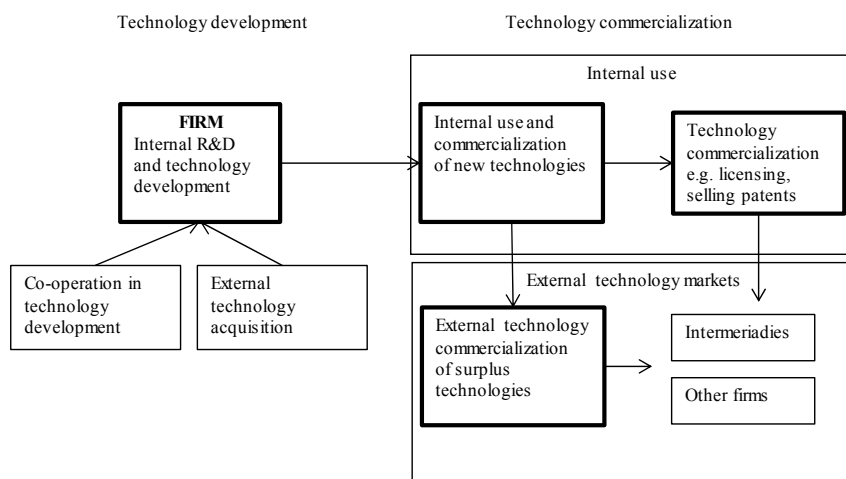 Technology development
Technology commercialization
Internal use
FIRM
Internal R&D
and technology
development
Internal use and
commercialization
of new technologies
Technology
commercialization
e.g. licensing,
selling patents
Co-operation in
technology
development
External
technology
acquisition
External technology markets
External technology
commercialization
of surplus
technologies
Intermeriadies
Other firms